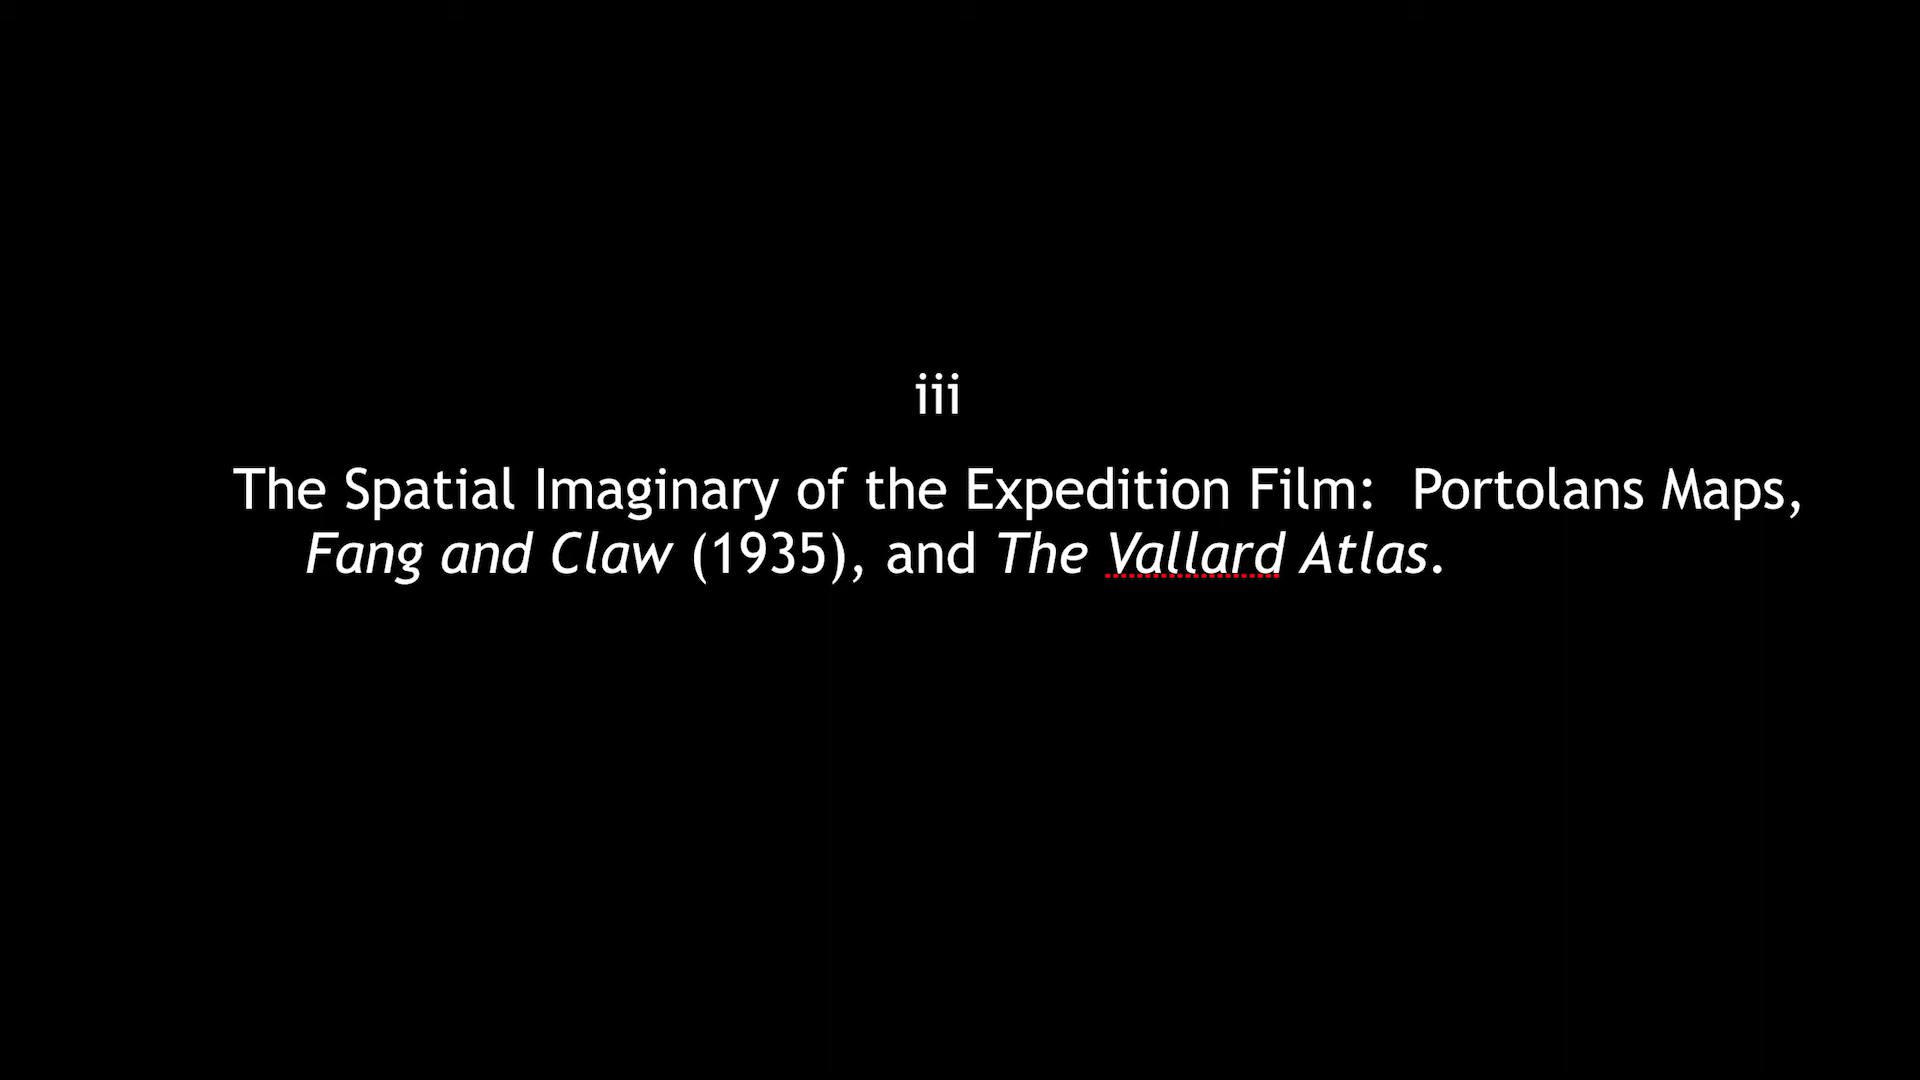 iii
The Spatial Imaginary of the Expedition Film:  Portolans Maps,
Fang and Claw (1935), and The Vallard Atlas.